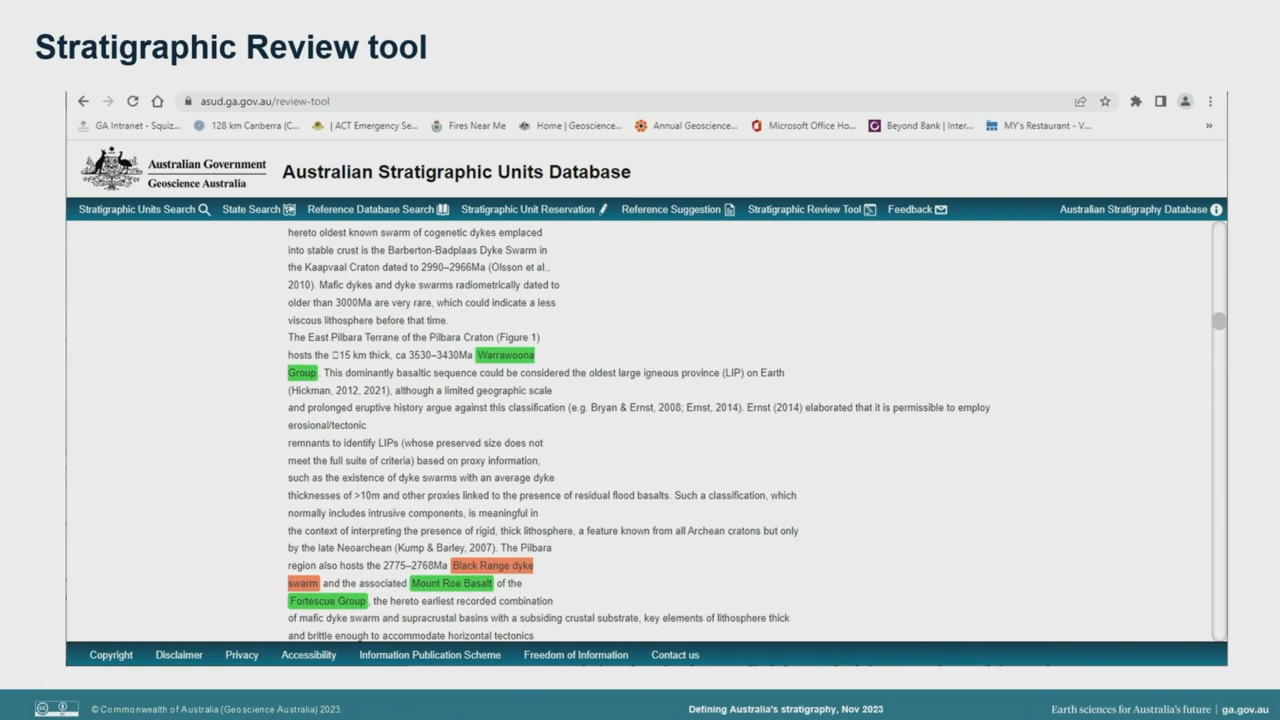 Stratigraphic Review tool
asud.ga.gov.au/review-tool
GA Intranet - Squiz...
128 km Canberra (C...
| ACT Emergency Se...
Fires Near Me
Home | Geoscience...
Annual Geoscience...
Microsoft Office Ho...
Beyond Bank | Inter...
MY's Restaurant - V...
»
Australian Government
Geoscience Australia
Australian Stratigraphic Units Database
Stratigraphic Units Search
State Search
Reference Database Search
Stratigraphic Unit Reservation
Reference Suggestion
Stratigraphic Review Tool
Feedback
Australian Stratigraphy Database
hereto oldest known swarm of cogenetic dykes emplaced
into stable crust is the Barberton-Badplaas Dyke Swarm in
the Kaapvaal Craton dated to 2990–2966Ma (Olsson et al.,
2010). Mafic dykes and dyke swarms radiometrically dated to
older than 3000Ma are very rare, which could indicate a less
viscous lithosphere before that time.
The East Pilbara Terrane of the Pilbara Craton (Figure 1)
hosts the □15 km thick, ca 3530–3430Ma Warrawoona
Group. This dominantly basaltic sequence could be considered the oldest large igneous province (LIP) on Earth
(Hickman, 2012, 2021), although a limited geographic scale
and prolonged eruptive history argue against this classification (e.g. Bryan & Ernst, 2008; Ernst, 2014). Ernst (2014) elaborated that it is permissible to employ
erosional/tectonic
remnants to identify LIPs (whose preserved size does not
meet the full suite of criteria) based on proxy information,
such as the existence of dyke swarms with an average dyke
thicknesses of >10m and other proxies linked to the presence of residual flood basalts. Such a classification, which
normally includes intrusive components, is meaningful in
the context of interpreting the presence of rigid, thick lithosphere, a feature known from all Archean cratons but only
by the late Neoarchean (Kump & Barley, 2007). The Pilbara
region also hosts the 2775–2768Ma Black Range dyke
swarm and the associated Mount Roe Basalt of the
Fortescue Group, the hereto earliest recorded combination
of mafic dyke swarm and supracrustal basins with a subsiding crustal substrate, key elements of lithosphere thick
and brittle enough to accommodate horizontal tectonics
Copyright
Disclaimer
Privacy
Accessibility
Information Publication Scheme
Freedom of Information
Contact us
© Commonwealth of Australia (Geoscience Australia) 2023.
Defining Australia's stratigraphy, Nov 2023
Earth sciences for Australia's future | ga.gov.au